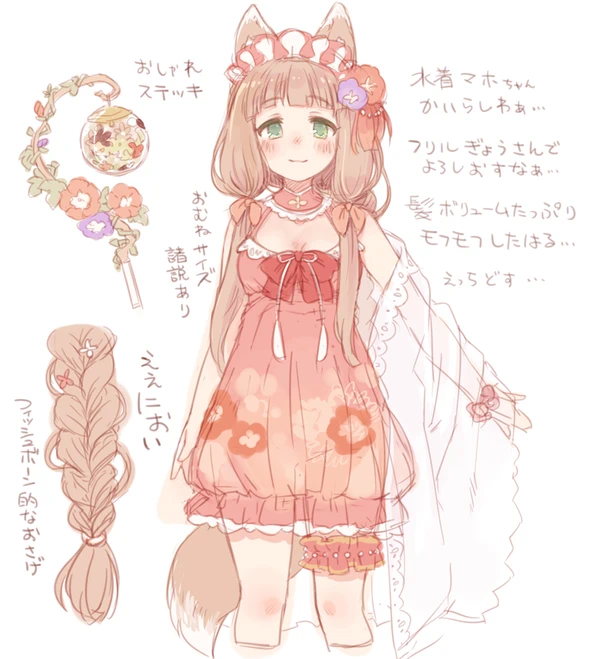 おしゃれ
ステッキ
水着マホちゃん
かいらしわぁ…
フリルぎょうさんで
よろしおすなぁ…
髪ボリュームたっぷり
モフモフしたはる…
えっちどす…
おむねサイズ
諸説あり
ええにおい
フィッシュボーン的なおさげ